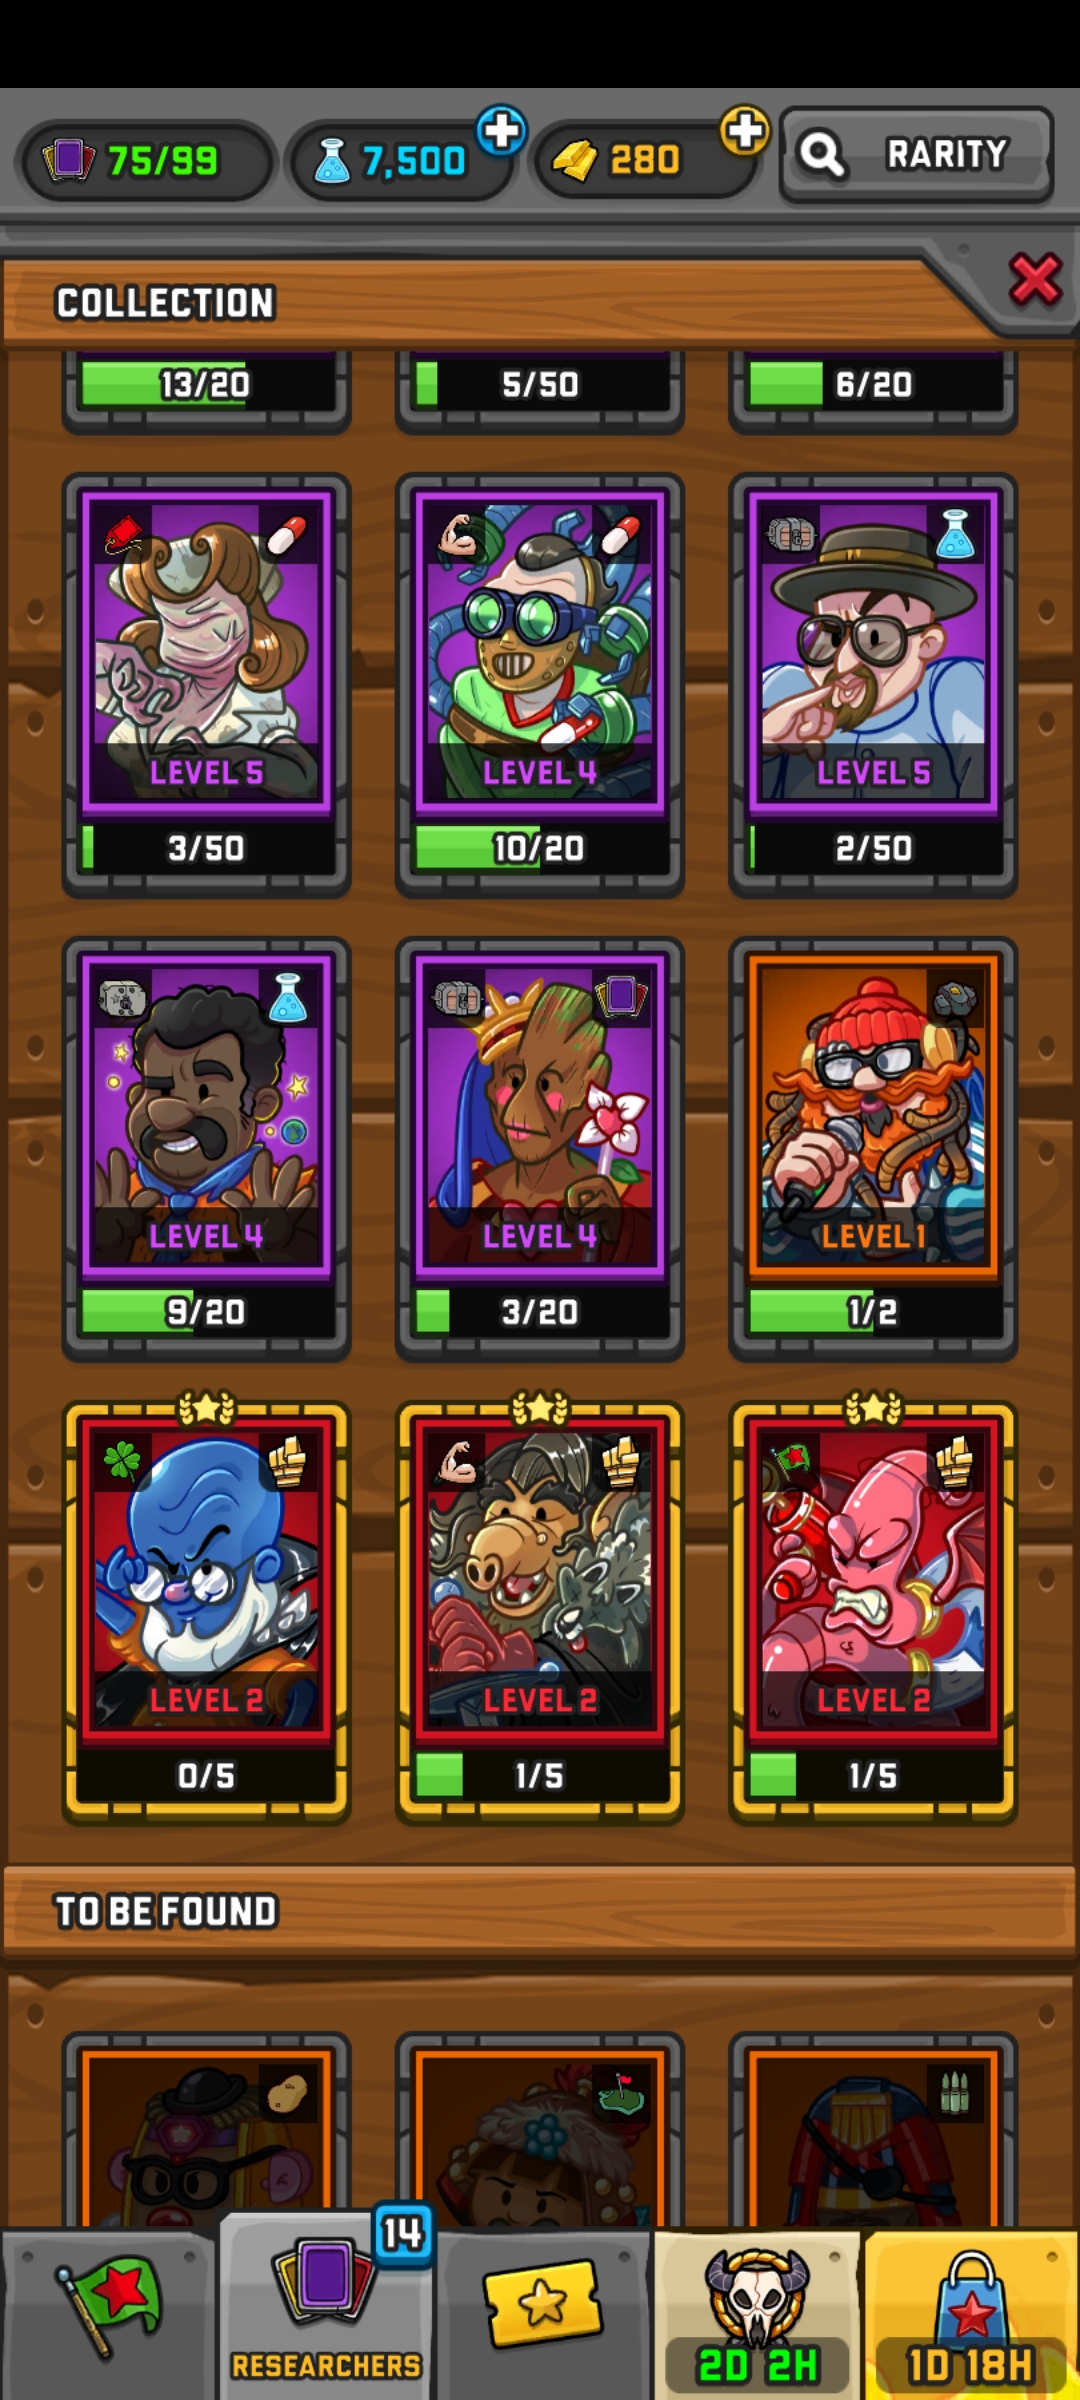 75/99 7,500 280 RARITY
COLLECTION
13/20 5/50 6/20
LEVEL 5 LEVEL 4 LEVEL 5
3/50 10/20 2/50
LEVEL 4 LEVEL 4 LEVEL 1
9/20 3/20 1/2
LEVEL 2 LEVEL 2 LEVEL 2
0/5 1/5 1/5
TO BE FOUND
14
RESEARCHERS 2D 2H 1D 18H